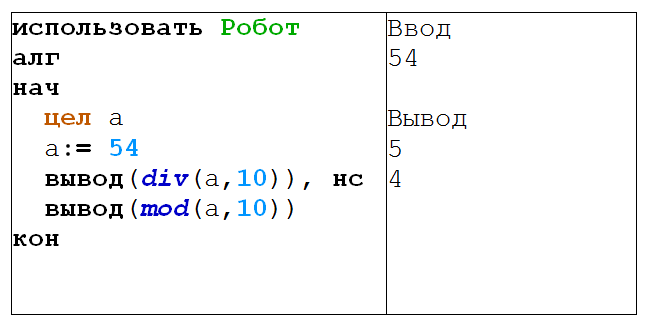 использовать Робот
алг
нач
цел а
а:= 54
вывод(div(а,10)), нс
вывод(mod(а,10))
кон
Ввод
54
Вывод
5
4